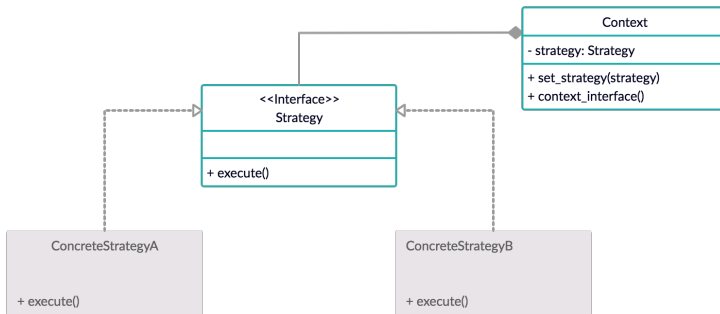 Context
- strategy: Strategy
+ set_strategy(strategy)
+ context_interface()
<<Interface>>
Strategy
+ execute()
ConcreteStrategyA
+ execute()
ConcreteStrategyB
+ execute()